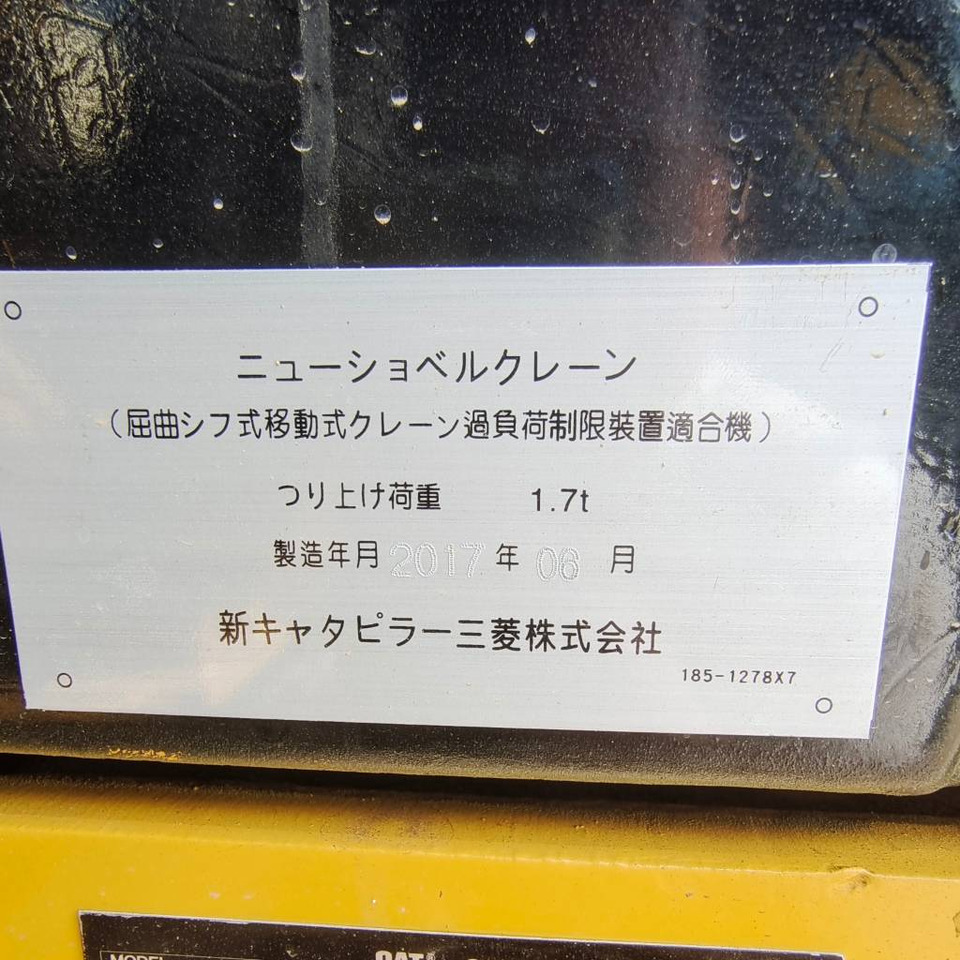 ニューショベルクレーン
（屈曲シフ式移動式クレーン過負荷制限装置適合機）
つり上げ荷重 1.7t
製造年月 2017 年 06 月
新キャタピラー三菱株式会社
185-1278X7